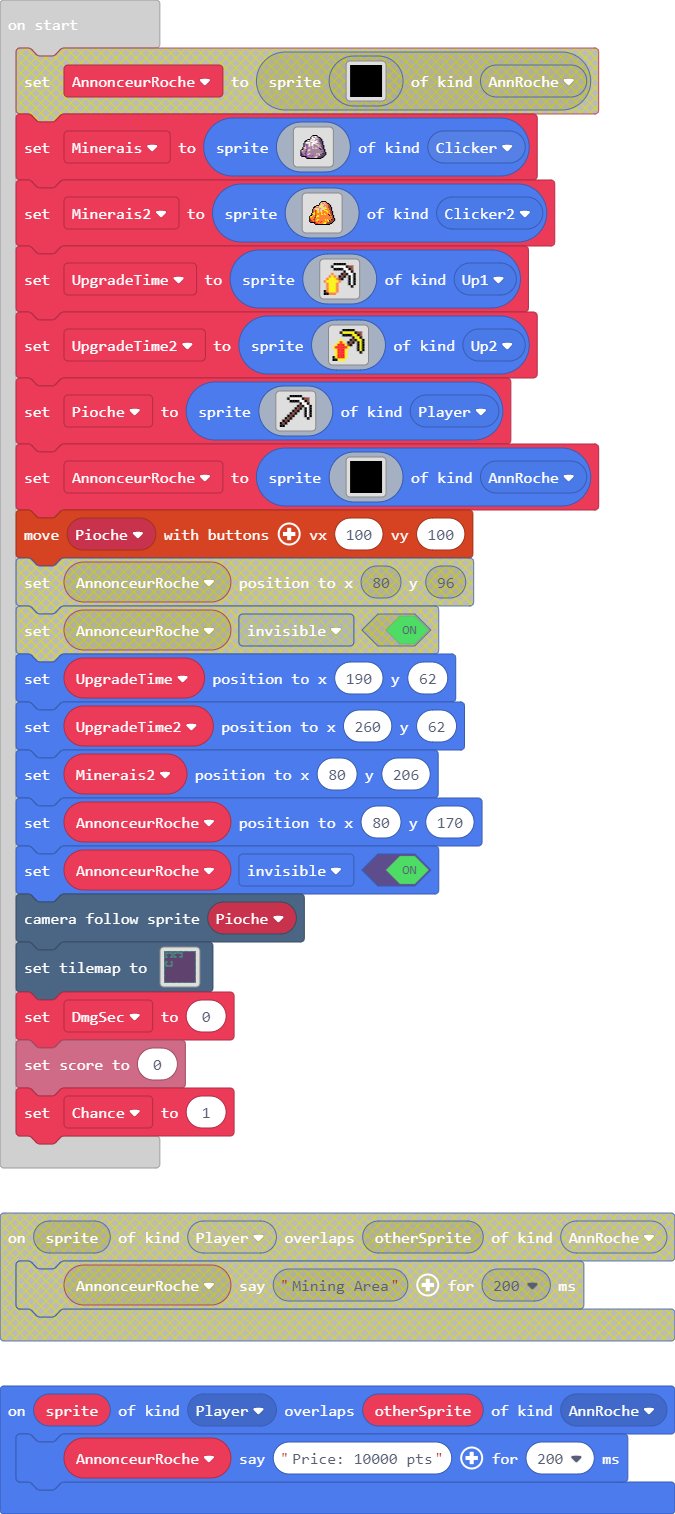 on start
set AnnonceurRoche to sprite of kind AnnRoche
set Minerais to sprite of kind Clicker
set Minerais2 to sprite of kind Clicker2
set UpgradeTime to sprite of kind Up1
set UpgradeTime2 to sprite of kind Up2
set Pioche to sprite of kind Player
set AnnonceurRoche to sprite of kind AnnRoche
move Pioche with buttons vx 100 vy 100
set AnnonceurRoche position to x 80 y 96
set AnnonceurRoche invisible ON
set UpgradeTime position to x 190 y 62
set UpgradeTime2 position to x 260 y 62
set Minerais2 position to x 80 y 206
set AnnonceurRoche position to x 80 y 170
set AnnonceurRoche invisible ON
camera follow sprite Pioche
set tilemap to
set DmgSec to 0
set score to 0
set Chance to 1
on sprite of kind Player overlaps otherSprite of kind AnnRoche
AnnonceurRoche say "Mining Area" for 200 ms
on sprite of kind Player overlaps otherSprite of kind AnnRoche
AnnonceurRoche say "Price: 10000 pts" for 200 ms